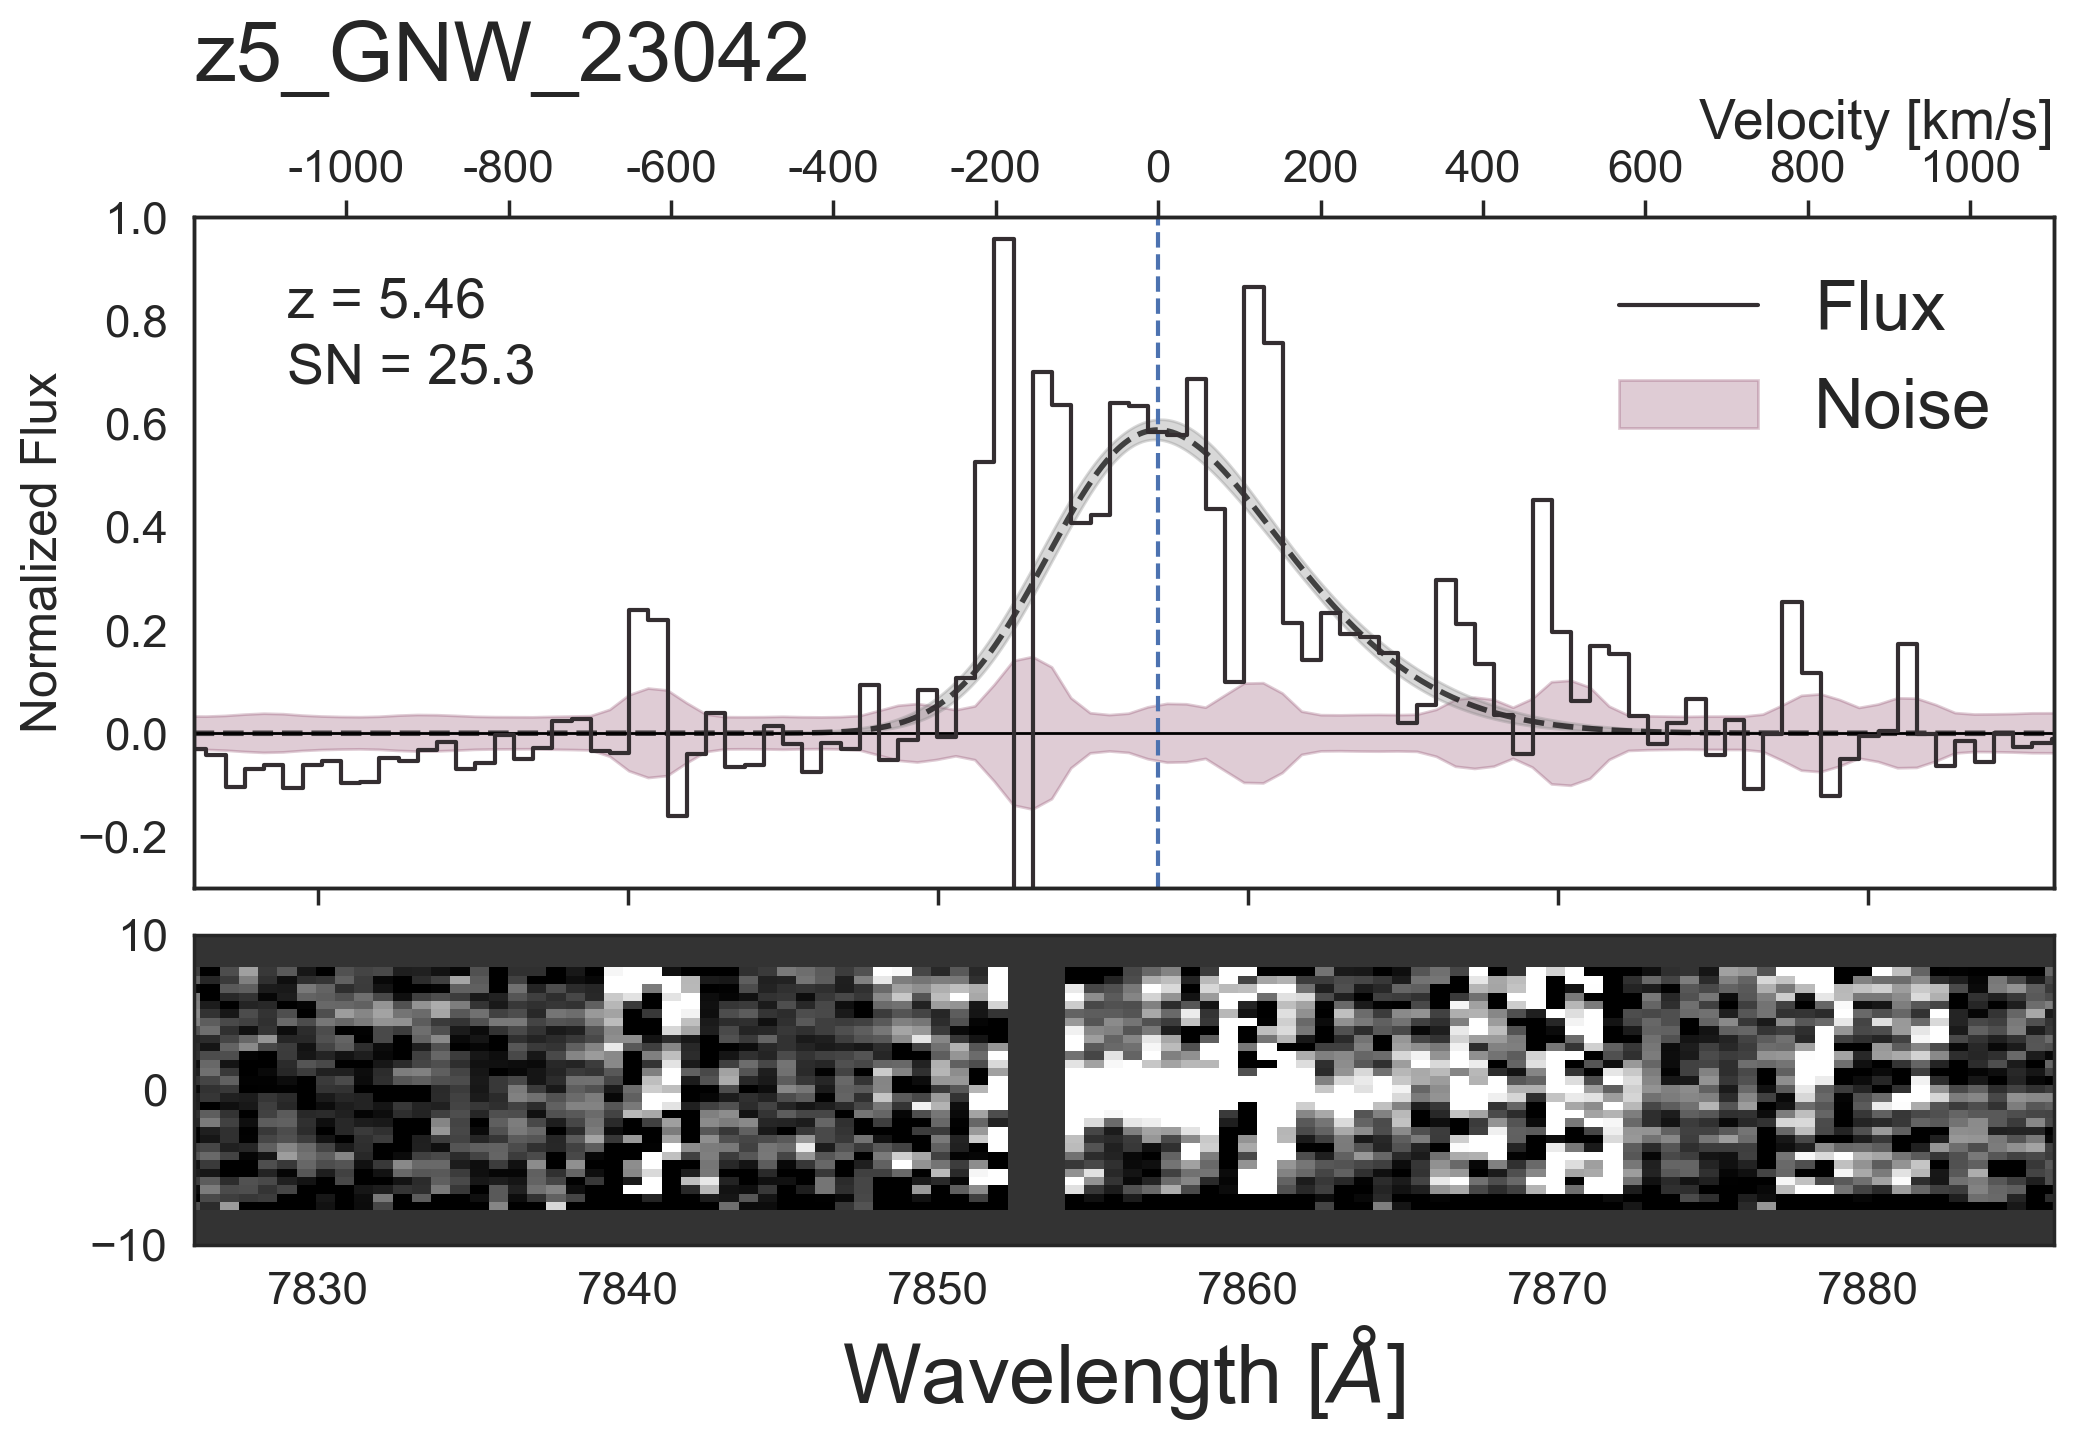 z5_GNW_23042
Velocity [km/s]
-1000 -800 -600 -400 -200 0 200 400 600 800 1000
1.0
0.8
0.6
0.4
0.2
0.0
−0.2
Normalized Flux
z = 5.46
SN = 25.3
Flux
Noise
10
0
−10
7830 7840 7850 7860 7870 7880
Wavelength [Å]